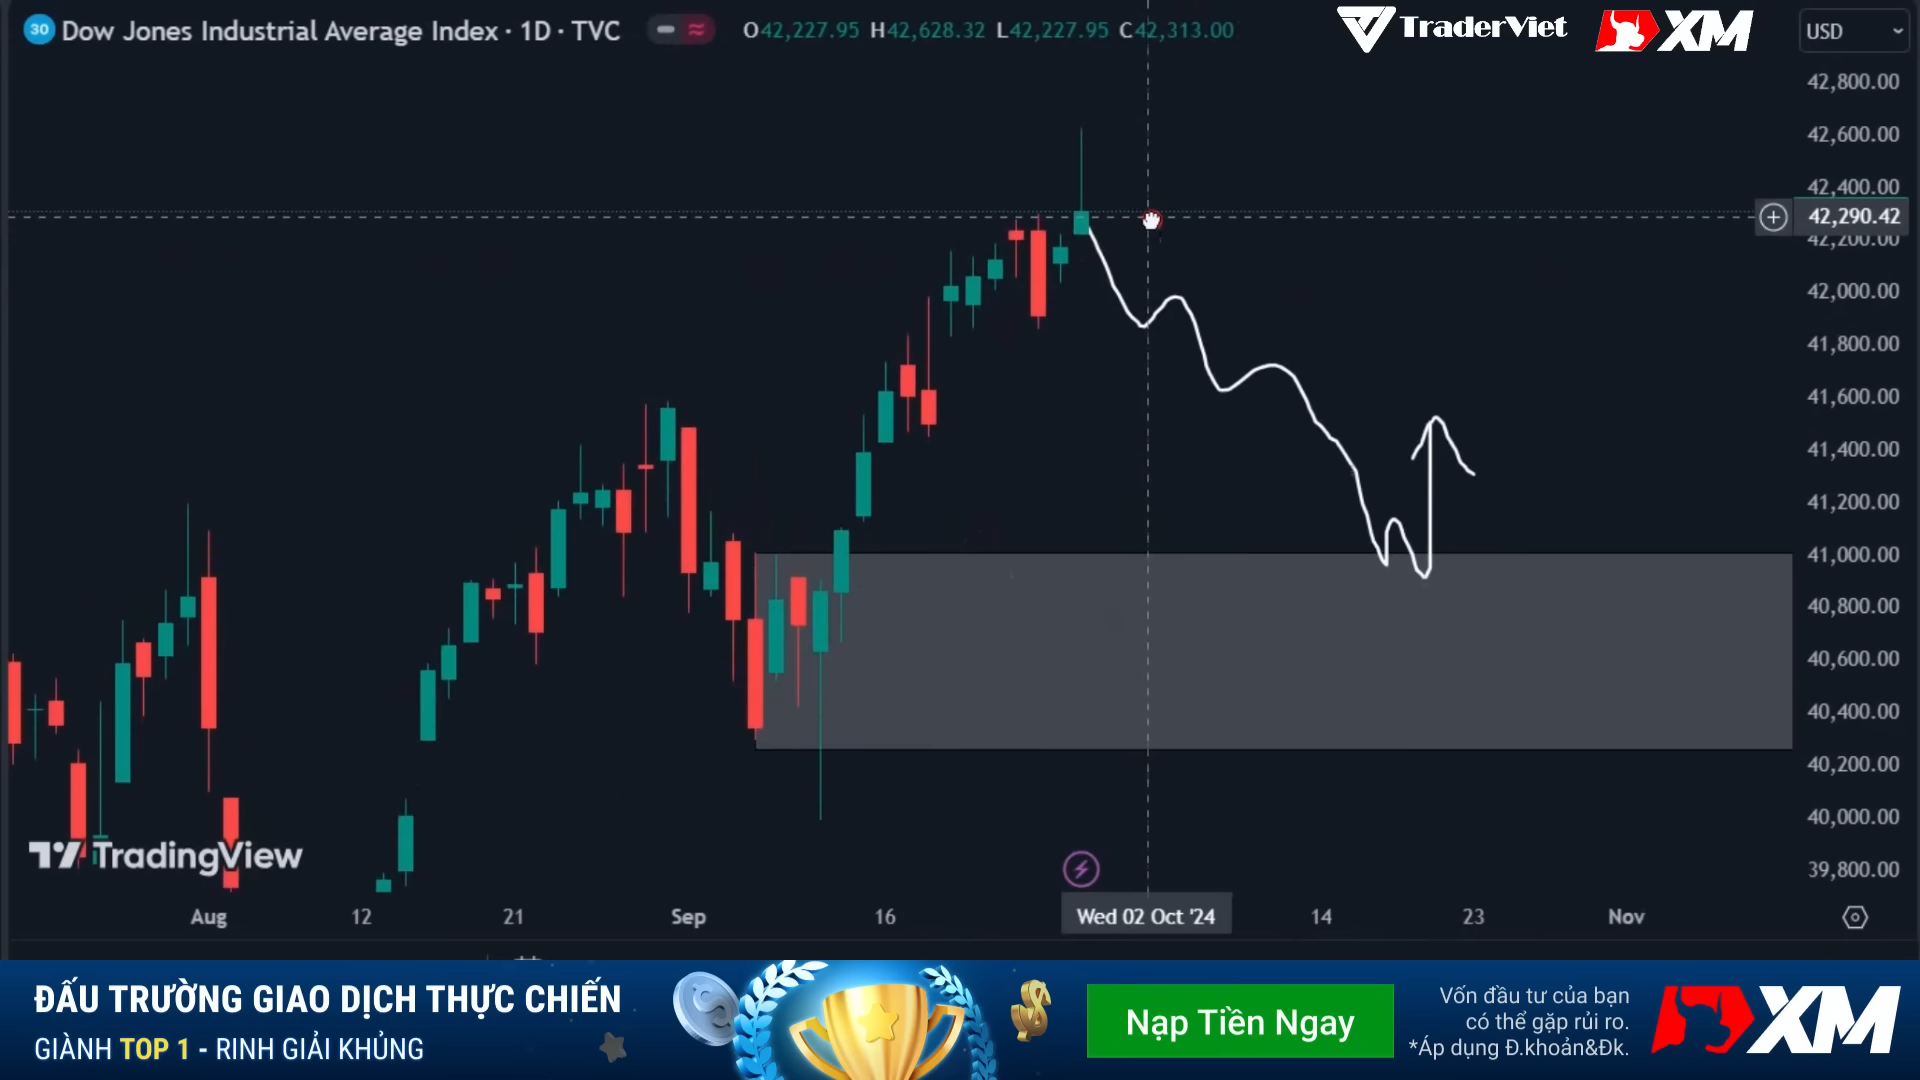 30 Dow Jones Industrial Average Index · 1D · TVC O42,227.95 H42,628.32 L42,227.95 C42,313.00
TraderViet XM
USD
42,800.00
42,600.00
42,400.00
42,290.42
42,200.00
42,000.00
41,800.00
41,600.00
41,400.00
41,200.00
41,000.00
40,800.00
40,600.00
40,400.00
40,200.00
40,000.00
39,800.00
TradingView
Aug 12 21 Sep 16 Wed 02 Oct '24 14 23 Nov
ĐẤU TRƯỜNG GIAO DỊCH THỰC CHIẾN
GIÀNH TOP 1 - RINH GIẢI KHỦNG
Nạp Tiền Ngay
Vốn đầu tư của bạn
có thể gặp rủi ro.
*Áp dụng Đ.khoản&Đk.
XM